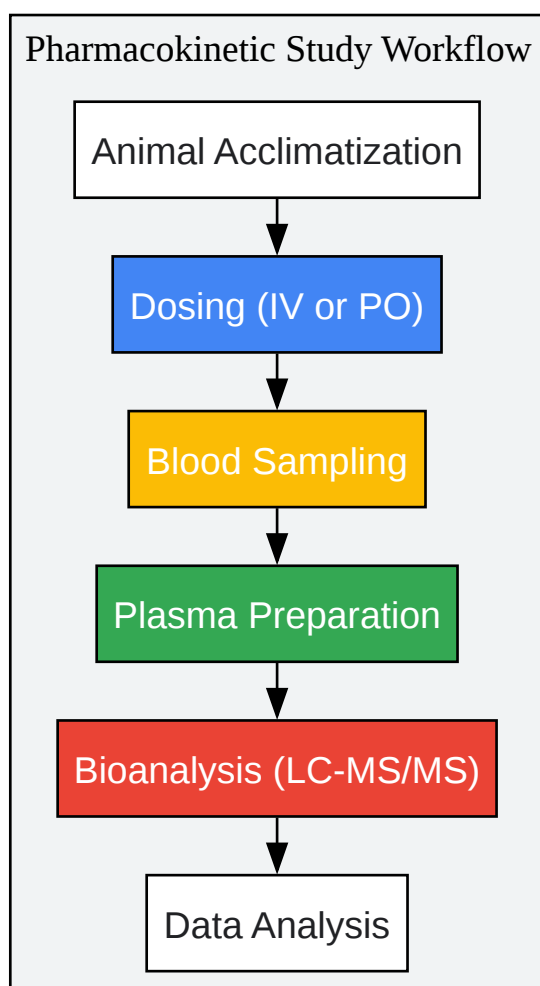 Pharmacokinetic Study Workflow
Animal Acclimatization
Dosing (IV or PO)
Blood Sampling
Plasma Preparation
Bioanalysis (LC-MS/MS)
Data Analysis